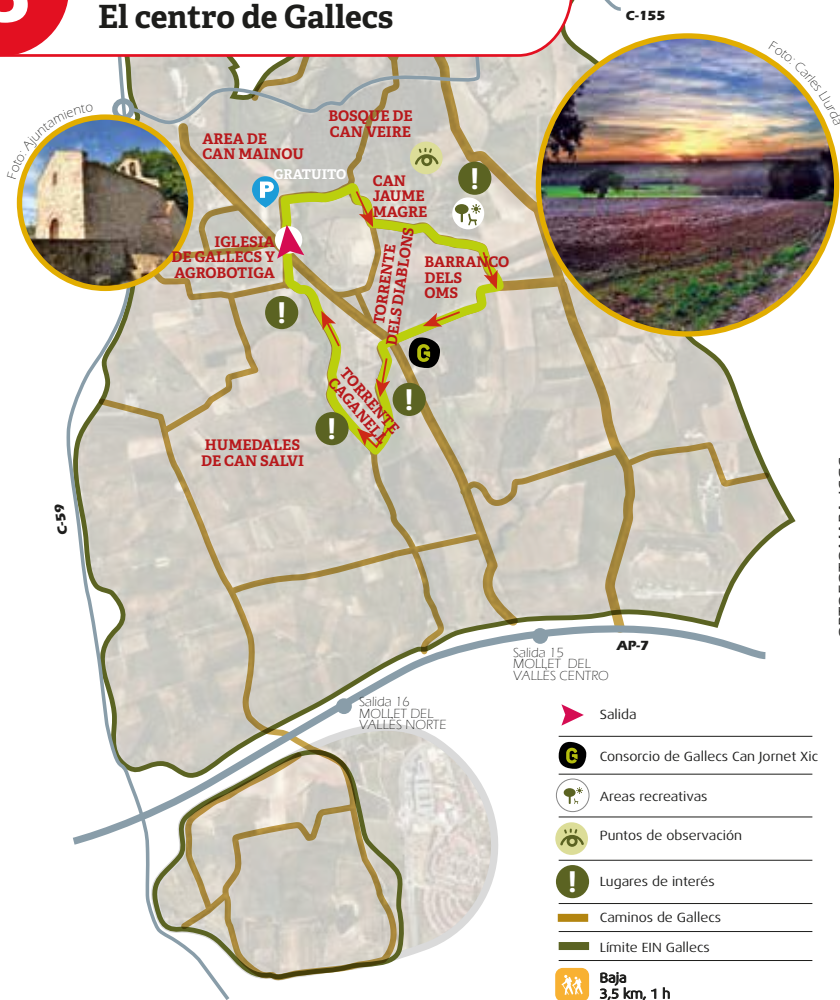 El centro de Gallecs
C-155
Foto: Ajuntamiento
Foto: Carles Llurda
BOSQUE DE
CAN VEIRE
AREA DE
CAN MAINOU
GRATUITO
P
CAN
JAUME
MAGRE
IGLESIA
DE GALLECS Y
AGROBOTIGA
TORRENTE
DELS DIABLONS
BARRANCO
DELS
OMS
!
!
G
!
!
TORRENTE
CAGANELL
HUMEDALES
DE CAN SALVI
C-59
AP-7
Salida 15
MOLLET DEL
VALLÈS CENTRO
Salida 16
MOLLET DEL
VALLÈS NORTE
Salida
G Consorcio de Gallecs Can Jornet Xic
Areas recreativas
Puntos de observación
! Lugares de interés
Caminos de Gallecs
Límite EIN Gallecs
Baja
3,5 km, 1 h